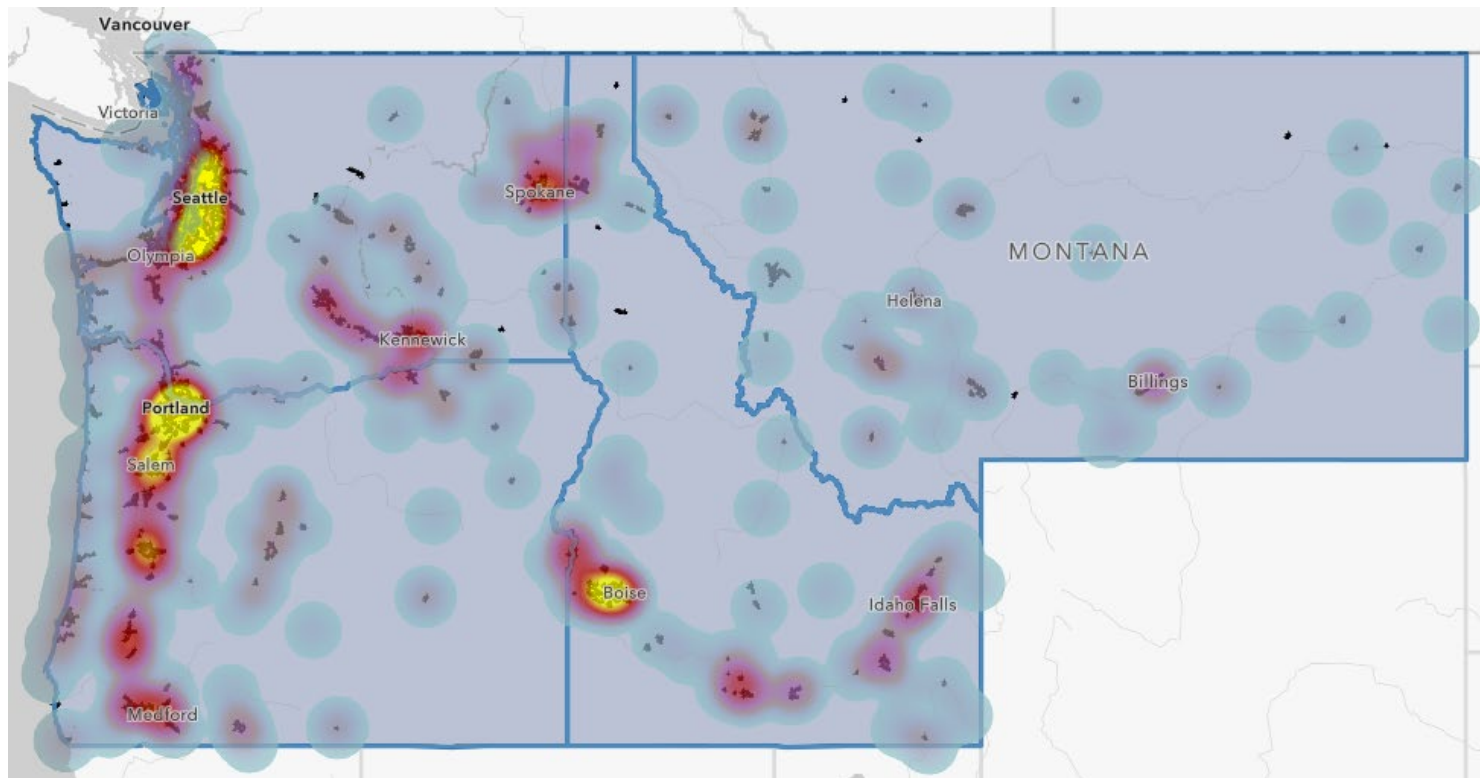 Vancouver
Victoria
Seattle
Spokane
Olympia
MONTANA
Helena
Kennewick
Billings
Portland
Salem
Boise
Idaho Falls
Medford